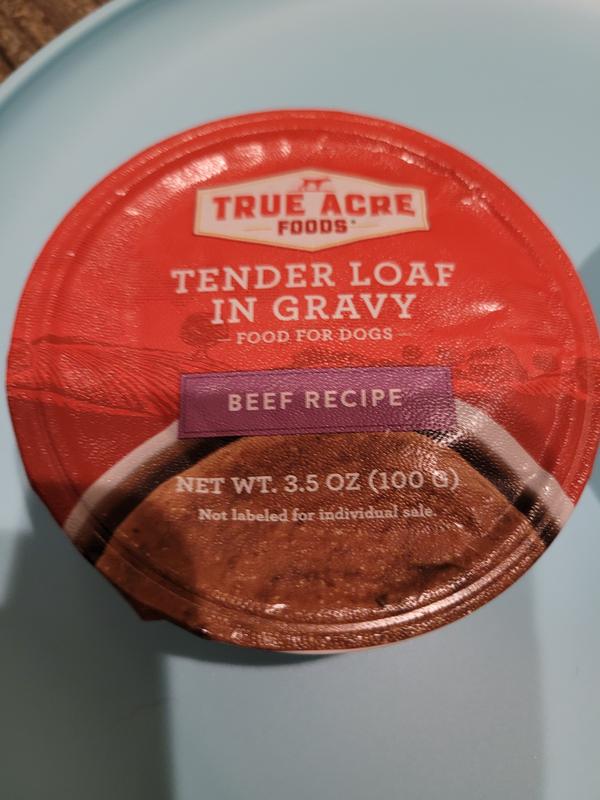 TRUE ACRE
FOODS®
TENDER LOAF
IN GRAVY
FOOD FOR DOGS
BEEF RECIPE
NET WT. 3.5 OZ (100 G)
Not labeled for individual sale.